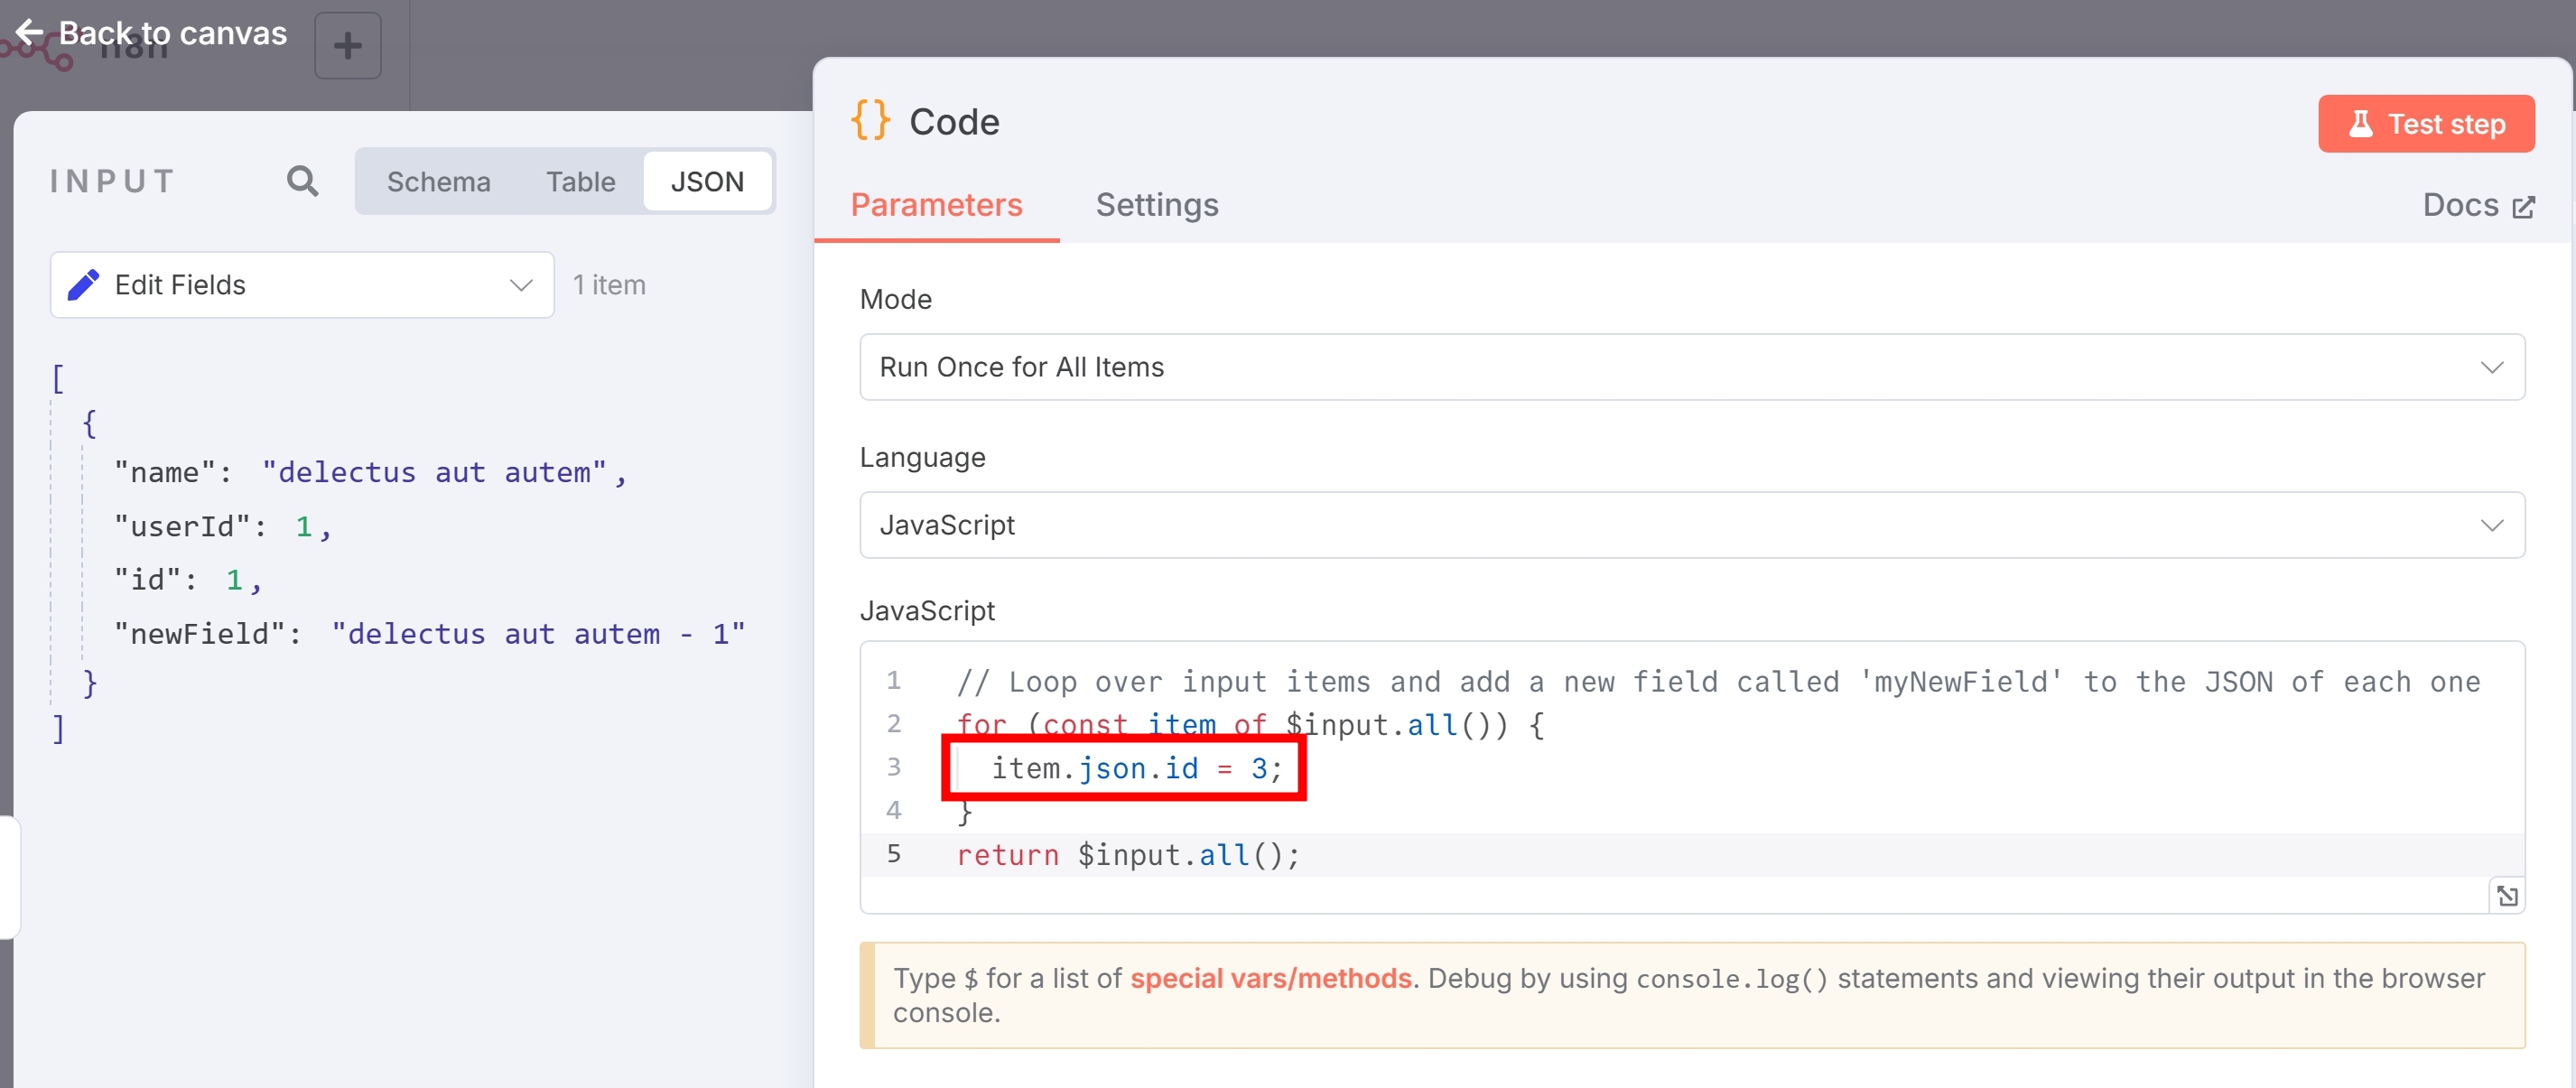 Back to canvas
n8n
INPUT
Schema
Table
JSON
Edit Fields
1 item
[
{
"name": "delectus aut autem",
"userId": 1,
"id": 1,
"newField": "delectus aut autem - 1"
}
]
{} Code
Test step
Parameters
Settings
Docs
Mode
Run Once for All Items
Language
JavaScript
JavaScript
1 // Loop over input items and add a new field called 'myNewField' to the JSON of each one
2 for (const item of $input.all()) {
3 item.json.id = 3;
4 }
5 return $input.all();
Type $ for a list of special vars/methods. Debug by using console.log() statements and viewing their output in the browser
console.